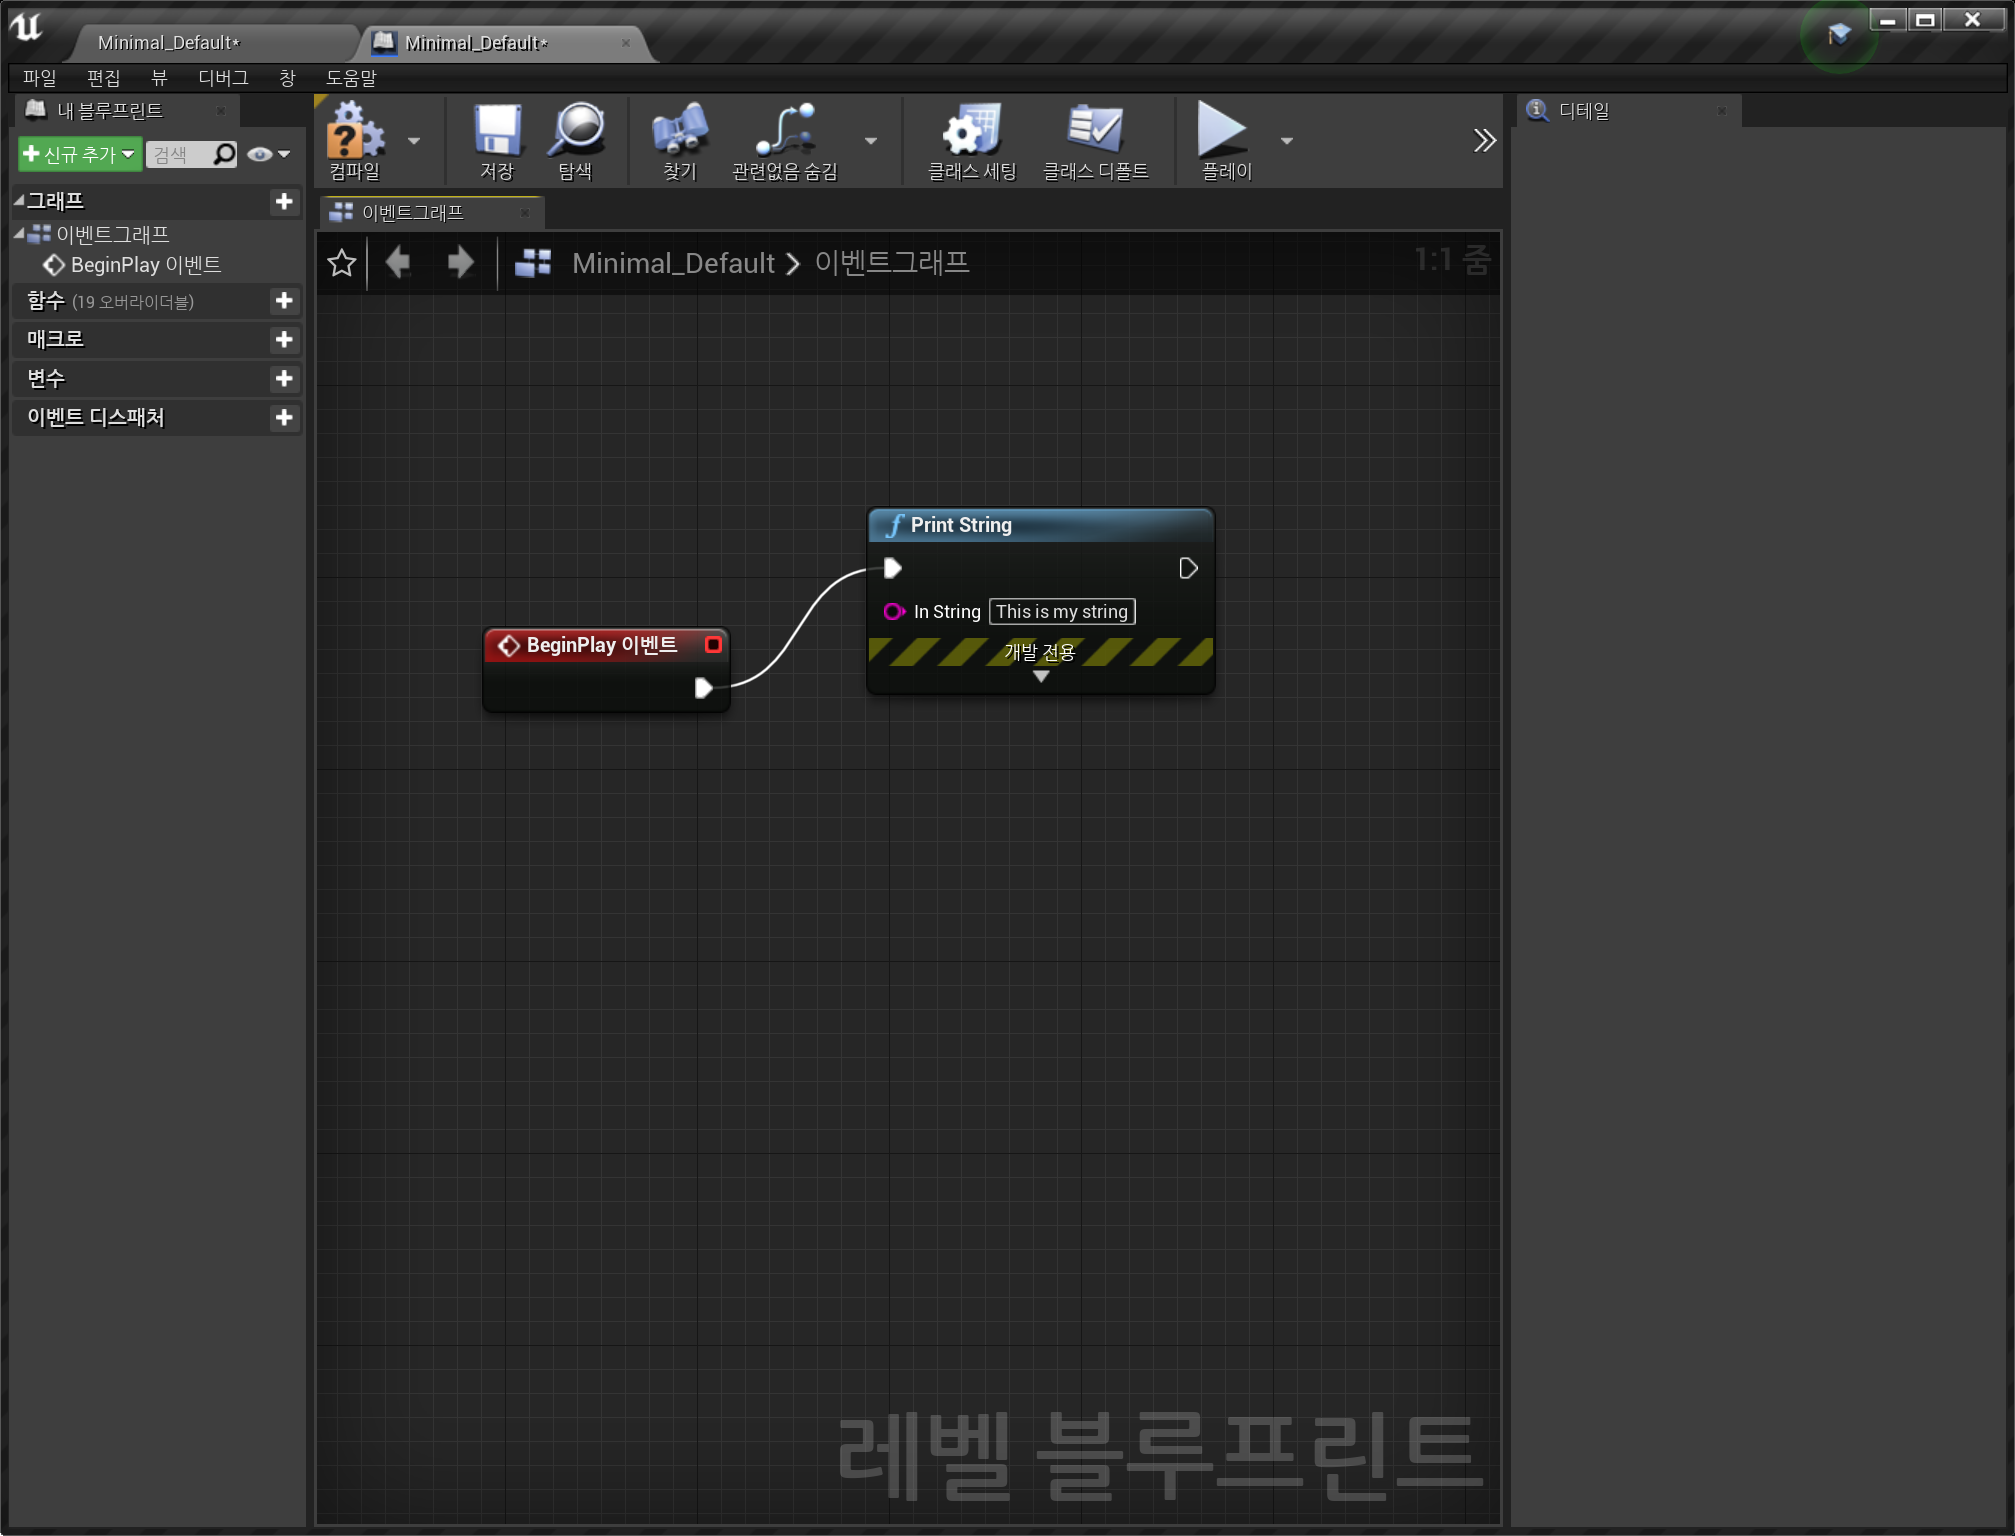 Minimal_Default*
Minimal_Default*
파일 편집 뷰 디버그 창 도움말
내 블루프린트
신규 추가 검색
그래프
이벤트그래프
BeginPlay 이벤트
함수 (19 오버라이더블)
매크로
변수
이벤트 디스패처
컴파일 저장 탐색 찾기 관련없음 숨김 클래스 세팅 클래스 디폴트 플레이
이벤트그래프
Minimal_Default 이벤트그래프
1:1 줌
Print String
In String This is my string
개발 전용
BeginPlay 이벤트
레벨 블루프린트
디테일